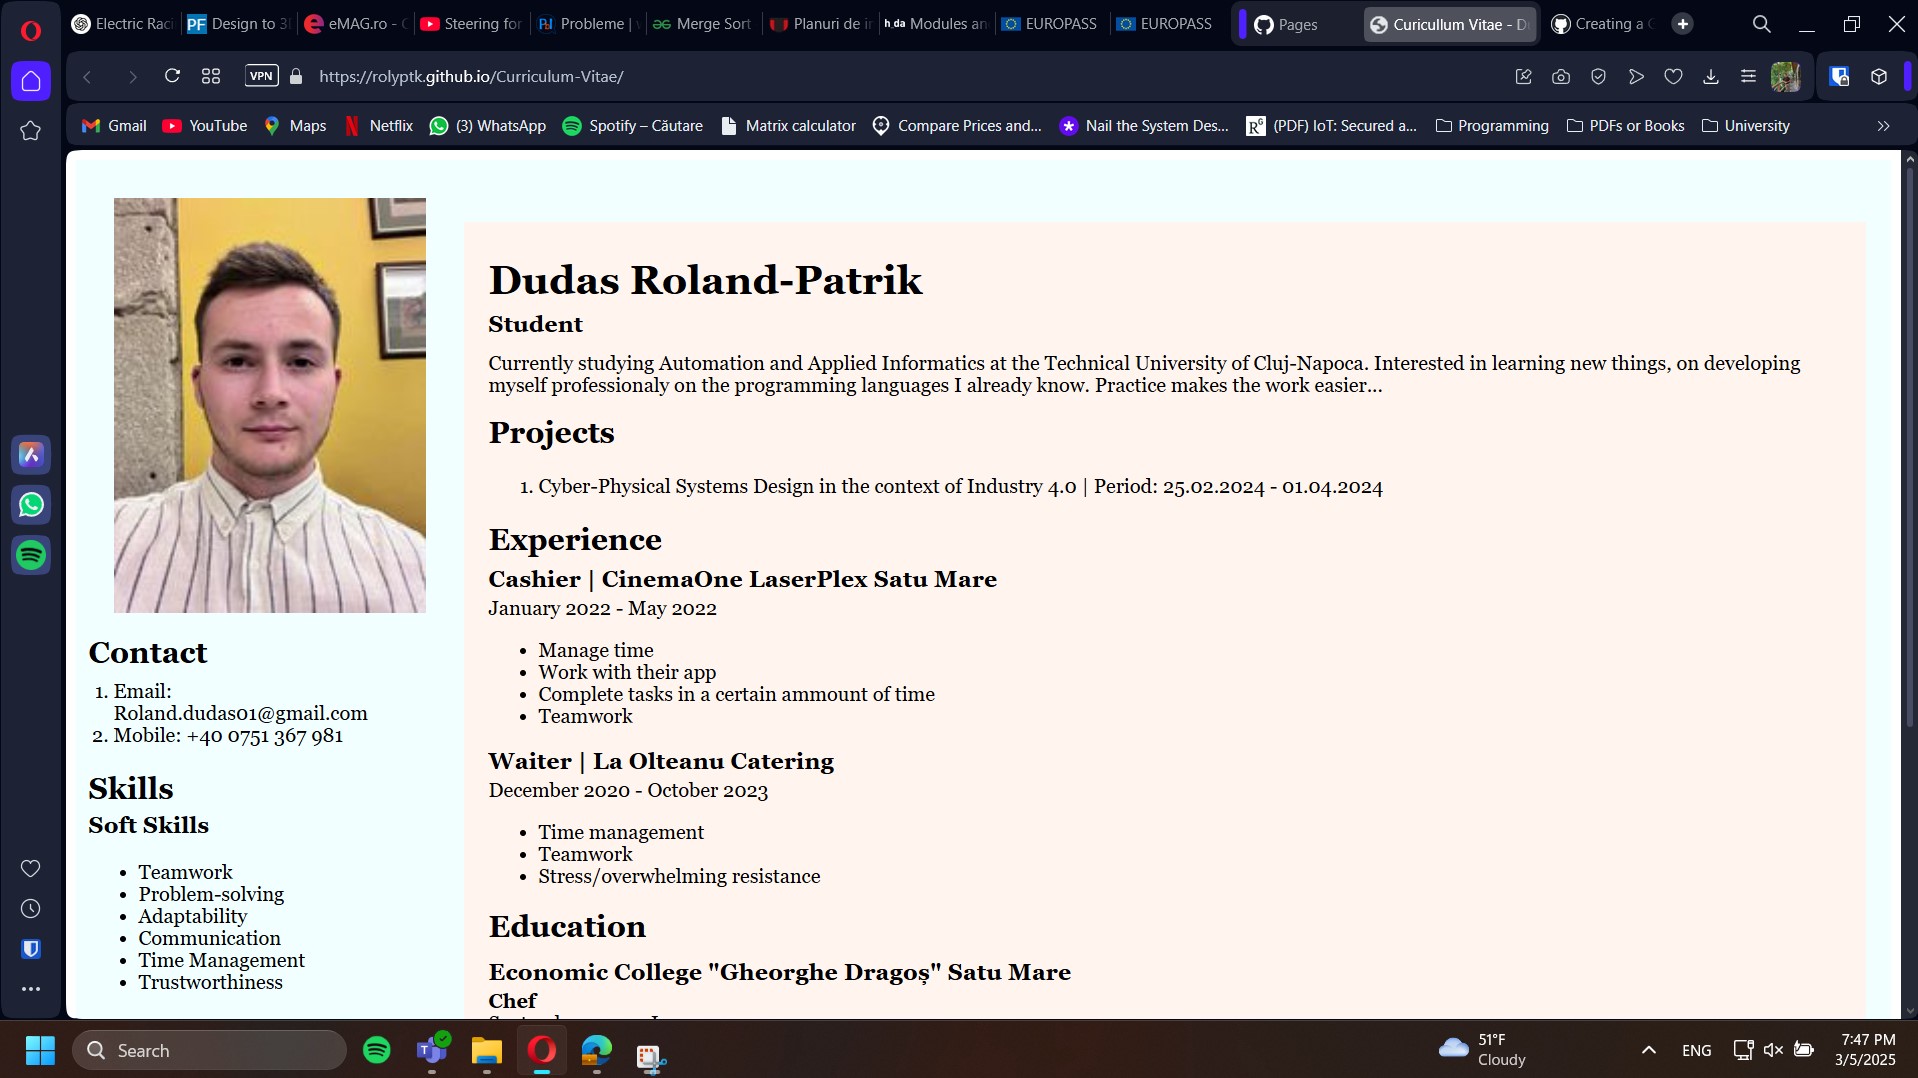 Electric Raci
Design to 3D
eMAG.ro - C
Steering for
Probleme | w
Merge Sort
Planuri de in
h_da Modules an
EUROPASS
EUROPASS
Pages
Curicullum Vitae - D
Creating a G
VPN
https://rolyptk.github.io/Curriculum-Vitae/
Gmail
YouTube
Maps
Netflix
(3) WhatsApp
Spotify – Căutare
Matrix calculator
Compare Prices and...
Nail the System Des...
(PDF) IoT: Secured a...
Programming
PDFs or Books
University
Dudas Roland-Patrik
Student
Currently studying Automation and Applied Informatics at the Technical University of Cluj-Napoca. Interested in learning new things, on developing
myself professionaly on the programming languages I already know. Practice makes the work easier...
Projects
1. Cyber-Physical Systems Design in the context of Industry 4.0 | Period: 25.02.2024 - 01.04.2024
Experience
Cashier | CinemaOne LaserPlex Satu Mare
January 2022 - May 2022
• Manage time
• Work with their app
• Complete tasks in a certain ammount of time
• Teamwork
Waiter | La Olteanu Catering
December 2020 - October 2023
• Time management
• Teamwork
• Stress/overwhelming resistance
Education
Economic College "Gheorghe Dragoș" Satu Mare
Chef
Contact
1. Email:
Roland.dudas01@gmail.com
2. Mobile: +40 0751 367 981
Skills
Soft Skills
• Teamwork
• Problem-solving
• Adaptability
• Communication
• Time Management
• Trustworthiness
Search
51°F
Cloudy
ENG
7:47 PM
3/5/2025